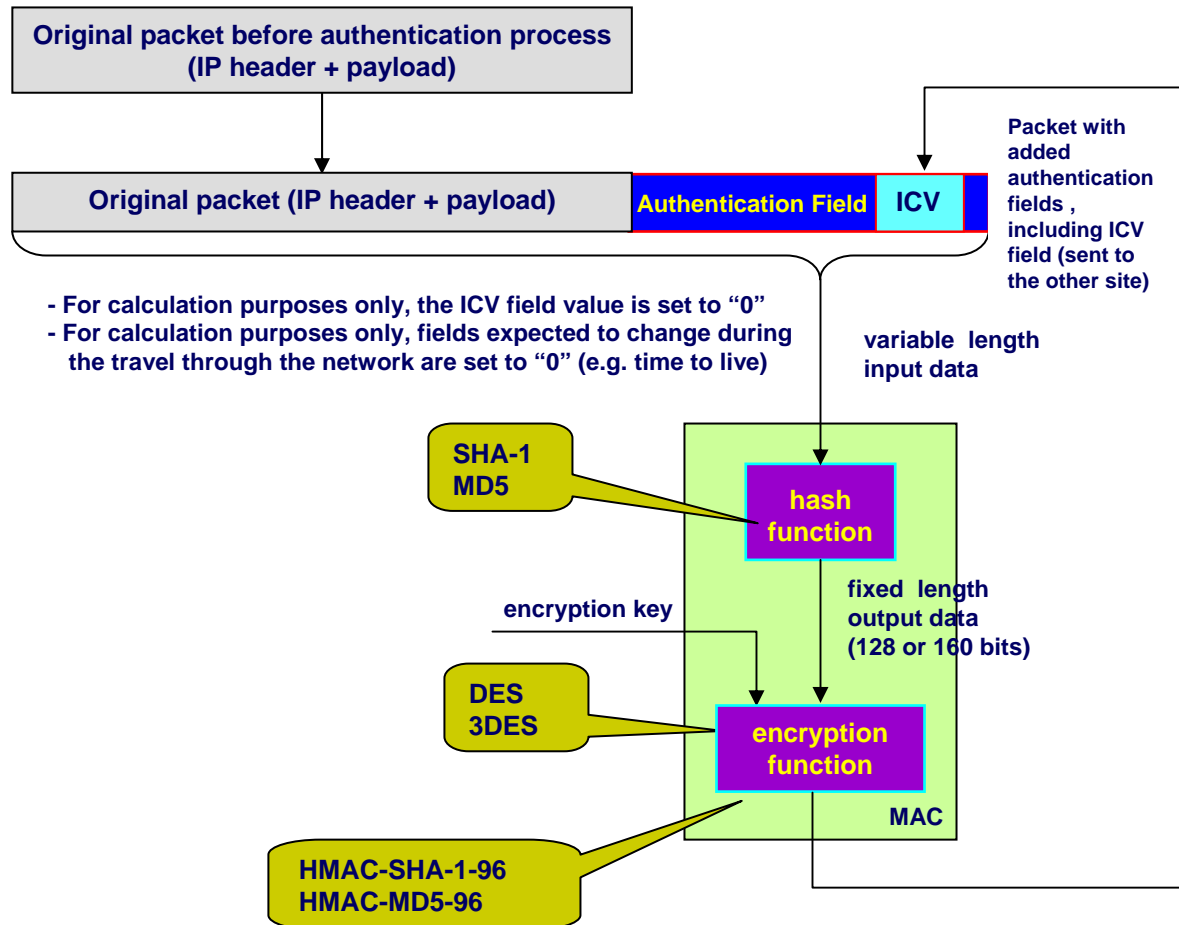 Original packet before authentication process
(IP header + payload)
Original packet (IP header + payload)
Authentication Field
ICV
Packet with
added
authentication
fields ,
including ICV
field (sent to
the other site)
- For calculation purposes only, the ICV field value is set to “0”
- For calculation purposes only, fields expected to change during
the travel through the network are set to “0” (e.g. time to live)
variable length
input data
SHA-1
MD5
hash
function
fixed length
output data
(128 or 160 bits)
encryption key
DES
3DES
encryption
function
MAC
HMAC-SHA-1-96
HMAC-MD5-96